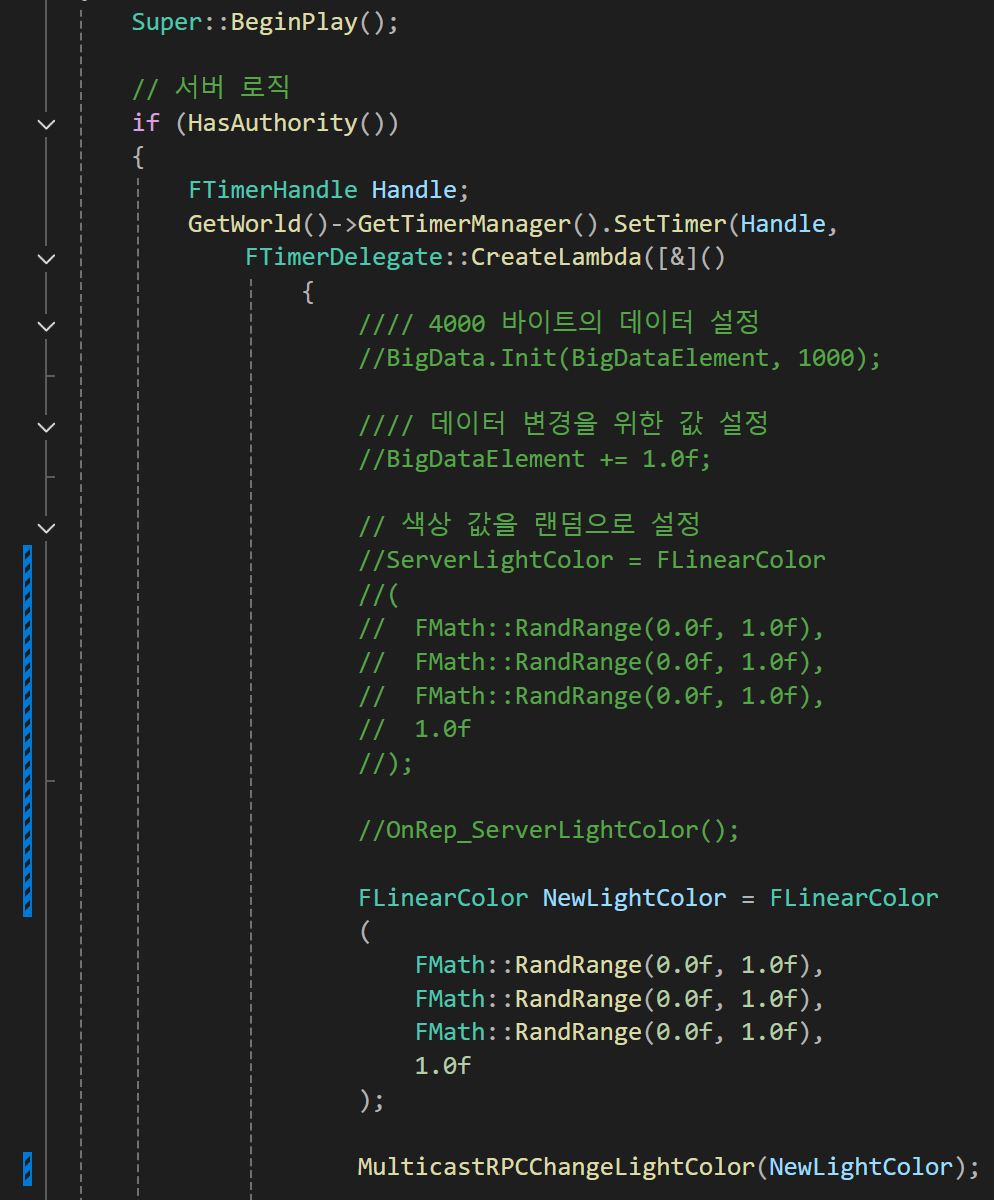 Super::BeginPlay();
// 서버 로직
if (HasAuthority())
{
FTimerHandle Handle;
GetWorld()->GetTimerManager().SetTimer(Handle,
FTimerDelegate::CreateLambda([&]()
{
//// 4000 바이트의 데이터 설정
//BigData.Init(BigDataElement, 1000);
//// 데이터 변경을 위한 값 설정
//BigDataElement += 1.0f;
// 색상 값을 랜덤으로 설정
//ServerLightColor = FLinearColor
//(
//  FMath::RandRange(0.0f, 1.0f),
//  FMath::RandRange(0.0f, 1.0f),
//  FMath::RandRange(0.0f, 1.0f),
//  1.0f
//);
//OnRep_ServerLightColor();
FLinearColor NewLightColor = FLinearColor
(
FMath::RandRange(0.0f, 1.0f),
FMath::RandRange(0.0f, 1.0f),
FMath::RandRange(0.0f, 1.0f),
1.0f
);
MulticastRPCChangeLightColor(NewLightColor);